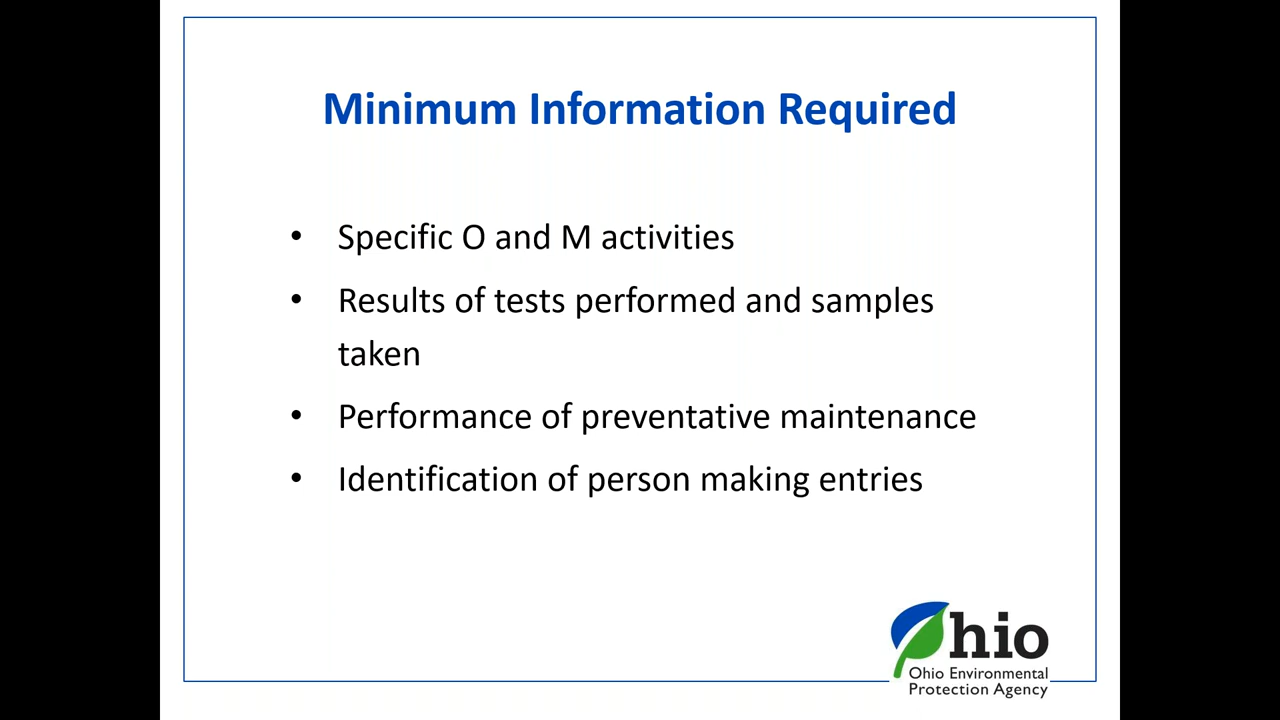 Minimum Information Required
• Specific O and M activities
• Results of tests performed and samples
taken
• Performance of preventative maintenance
• Identification of person making entries
Ohio
Ohio Environmental
Protection Agency